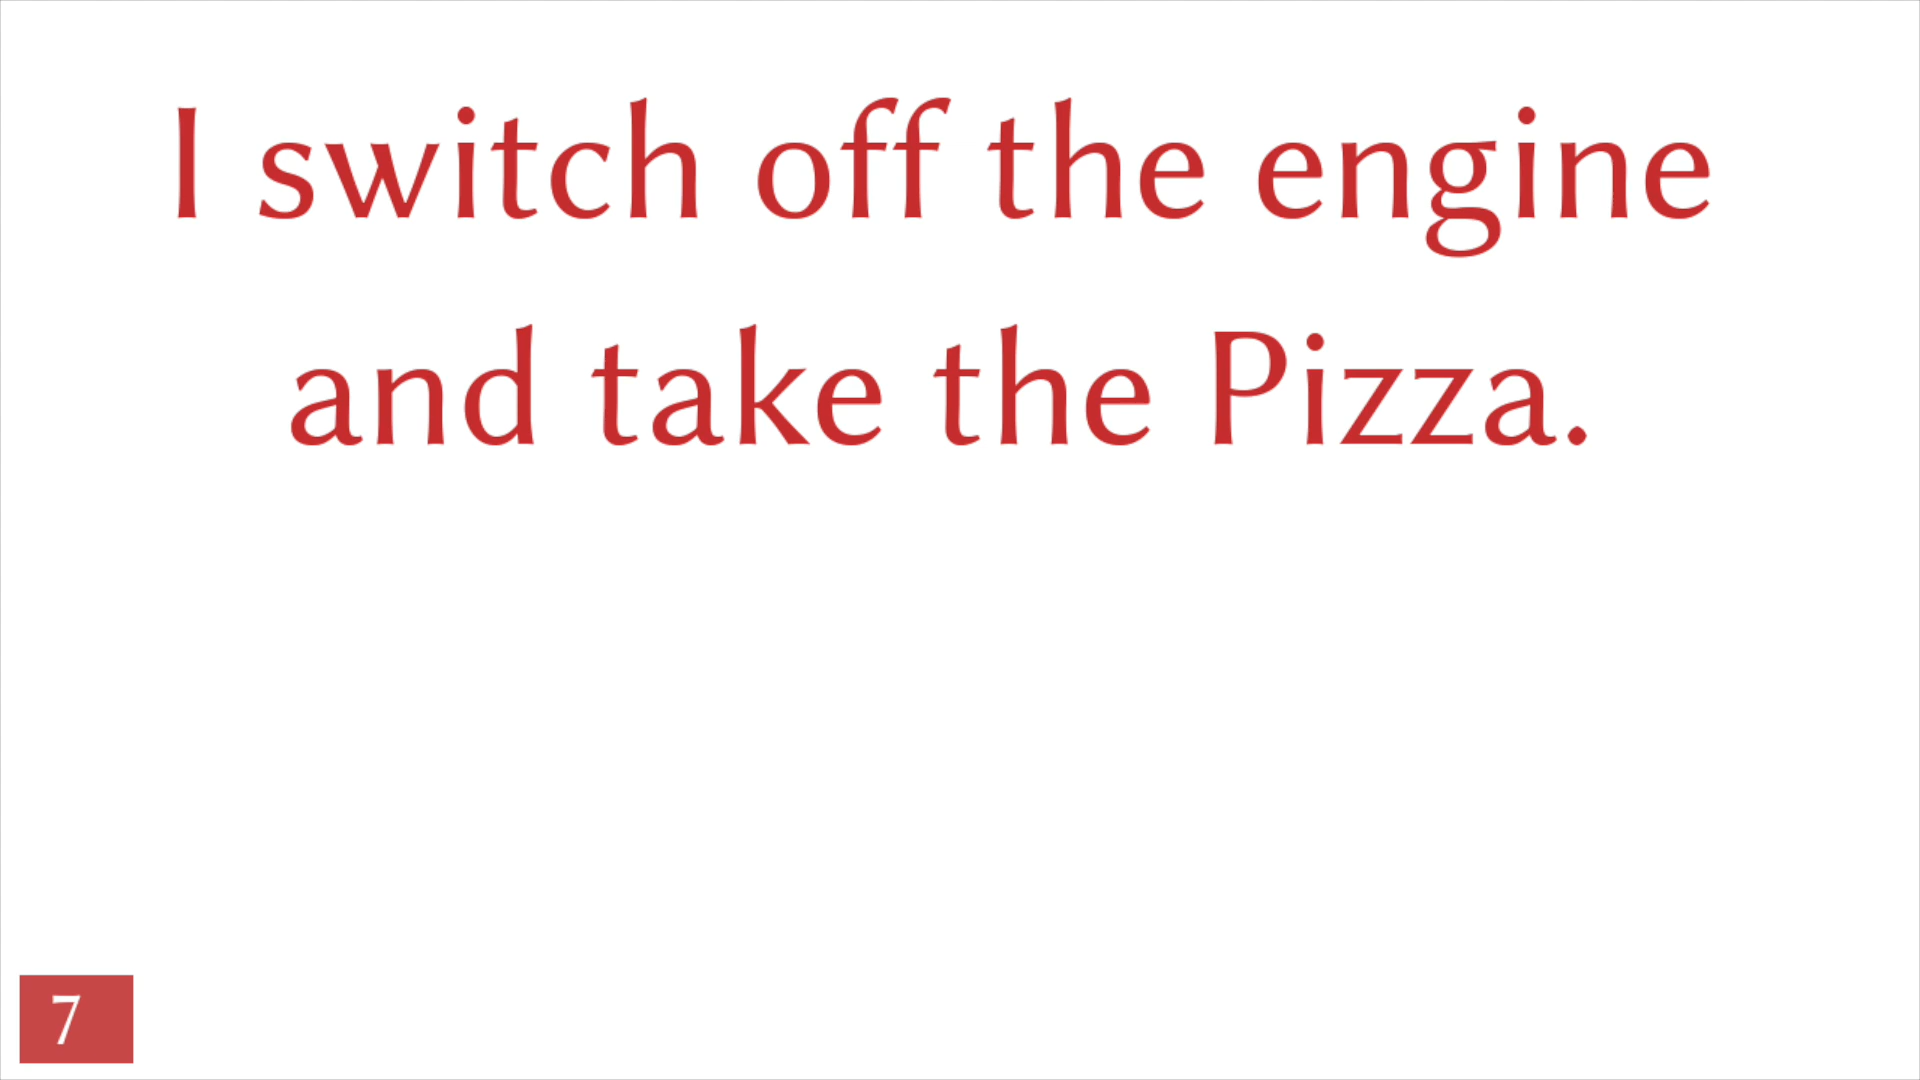 I switch off the engine
and take the Pizza.
7